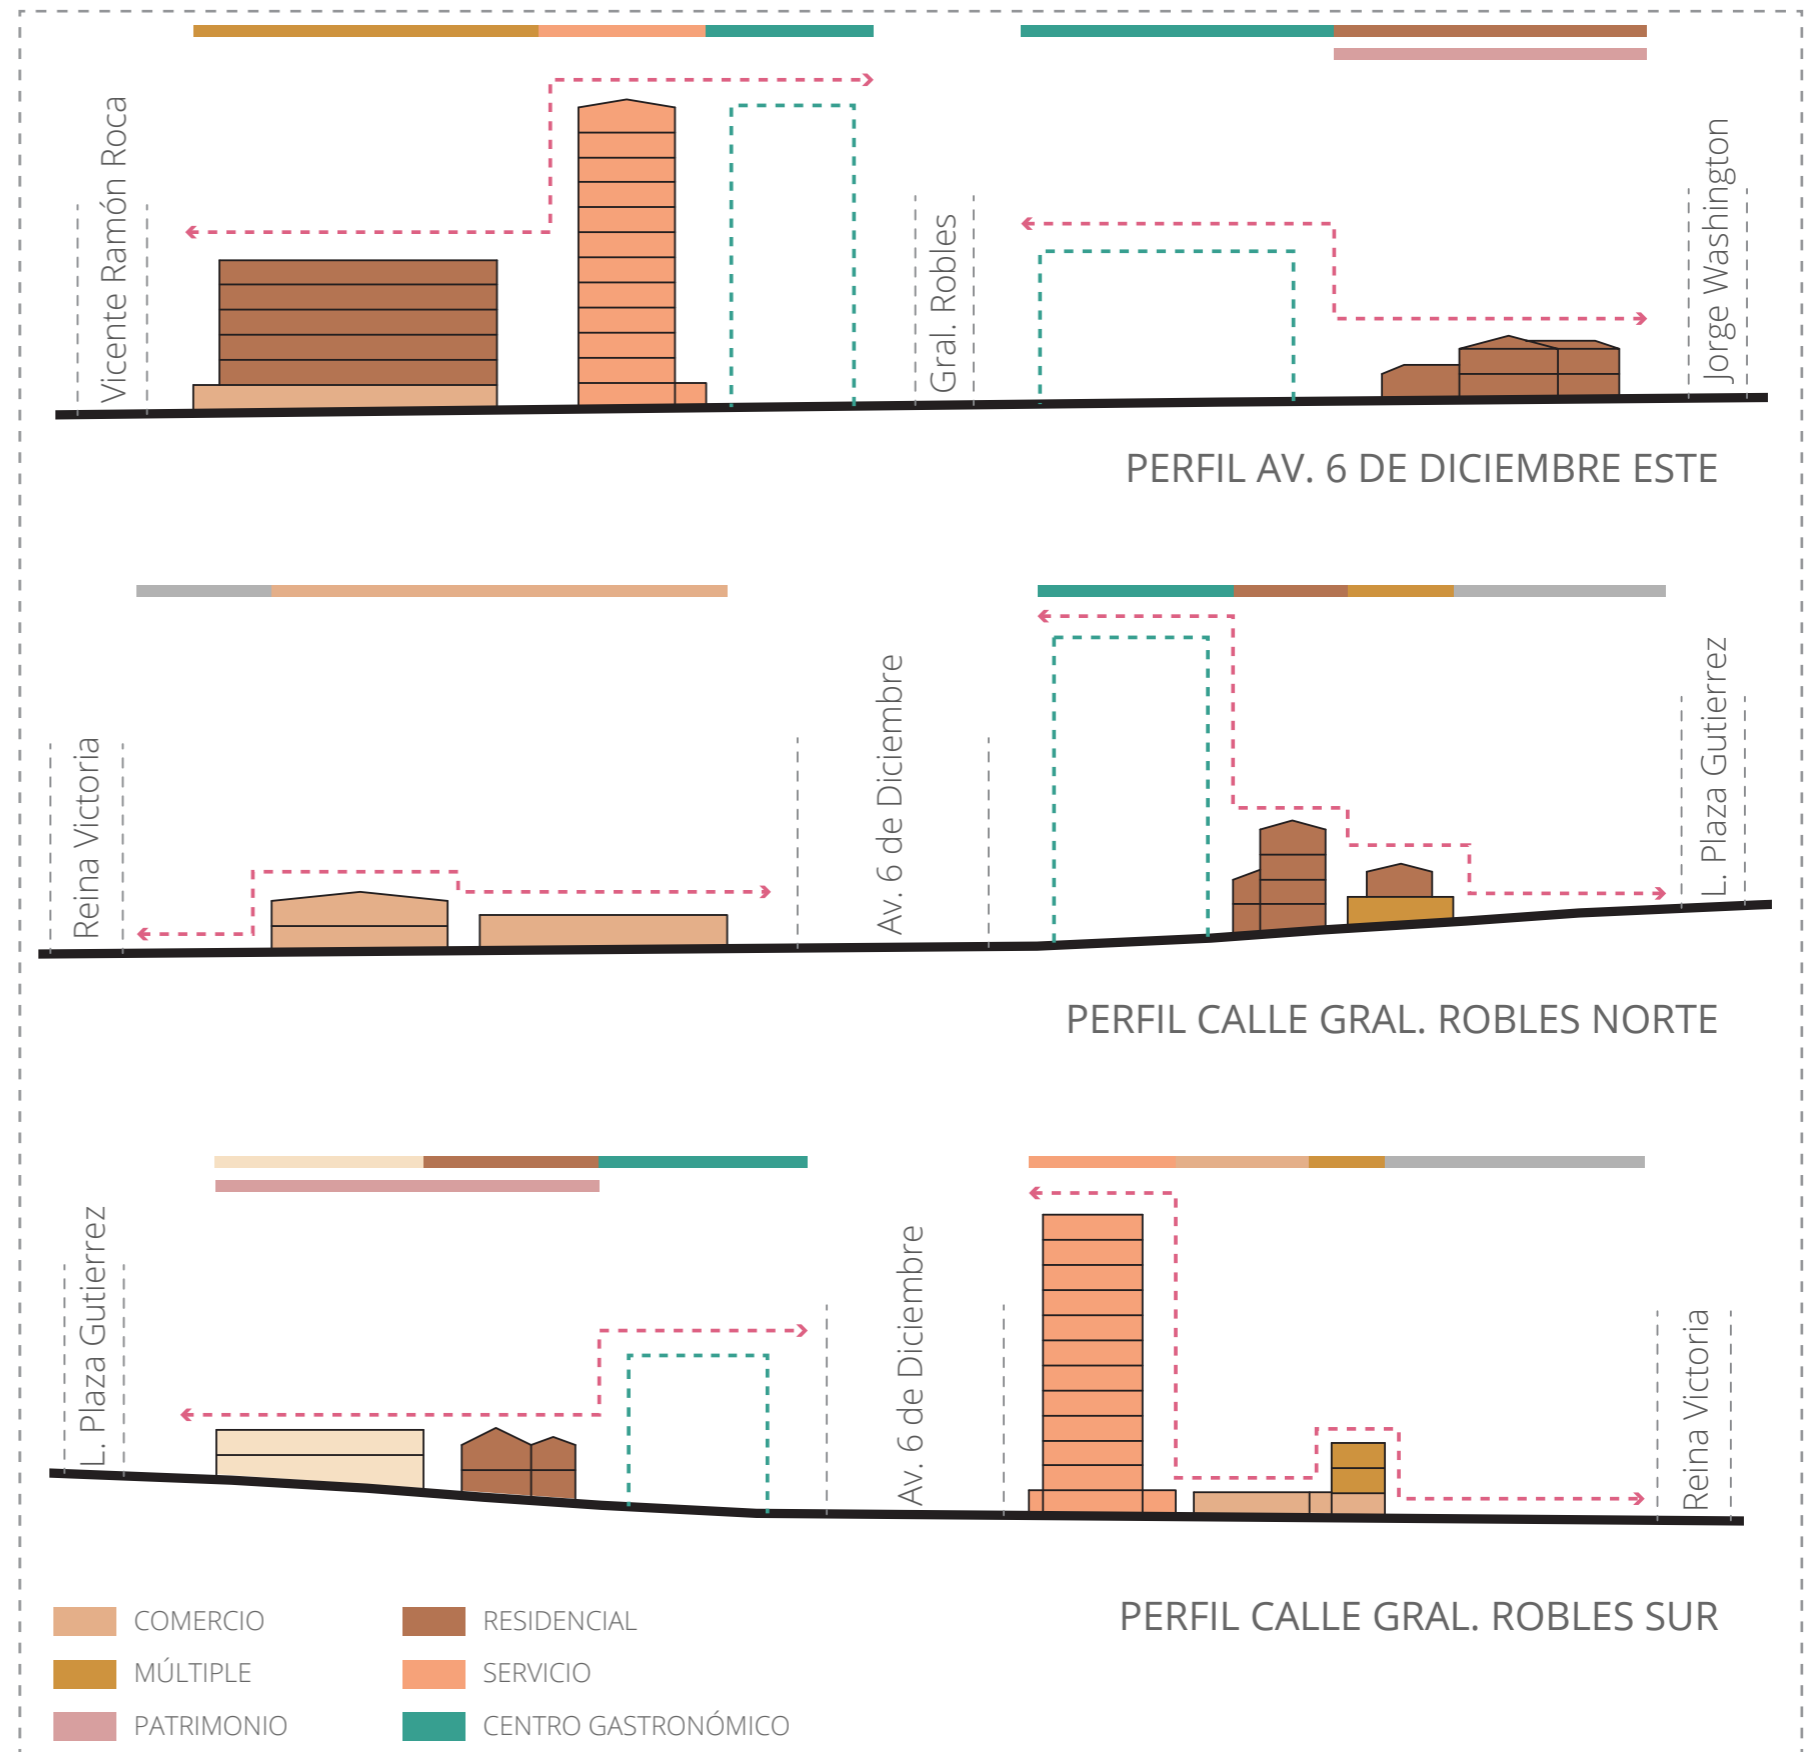 Vicente Ramón Roca
Gral. Robles
Jorge Washington
PERFIL AV. 6 DE DICIEMBRE ESTE
Reina Victoria
Av. 6 de Diciembre
L. Plaza Gutierrez
PERFIL CALLE GRAL. ROBLES NORTE
L. Plaza Gutierrez
Av. 6 de Diciembre
Reina Victoria
PERFIL CALLE GRAL. ROBLES SUR
COMERCIO
RESIDENCIAL
MÚLTIPLE
SERVICIO
PATRIMONIO
CENTRO GASTRONÓMICO